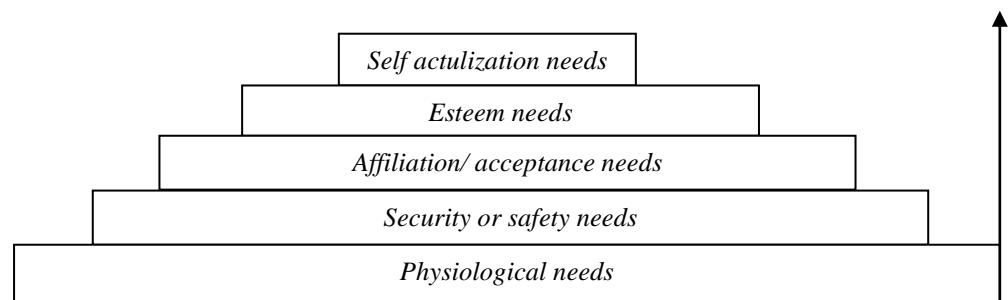 Self actulization needs
Esteem needs
Affiliation/ acceptance needs
Security or safety needs
Physiological needs